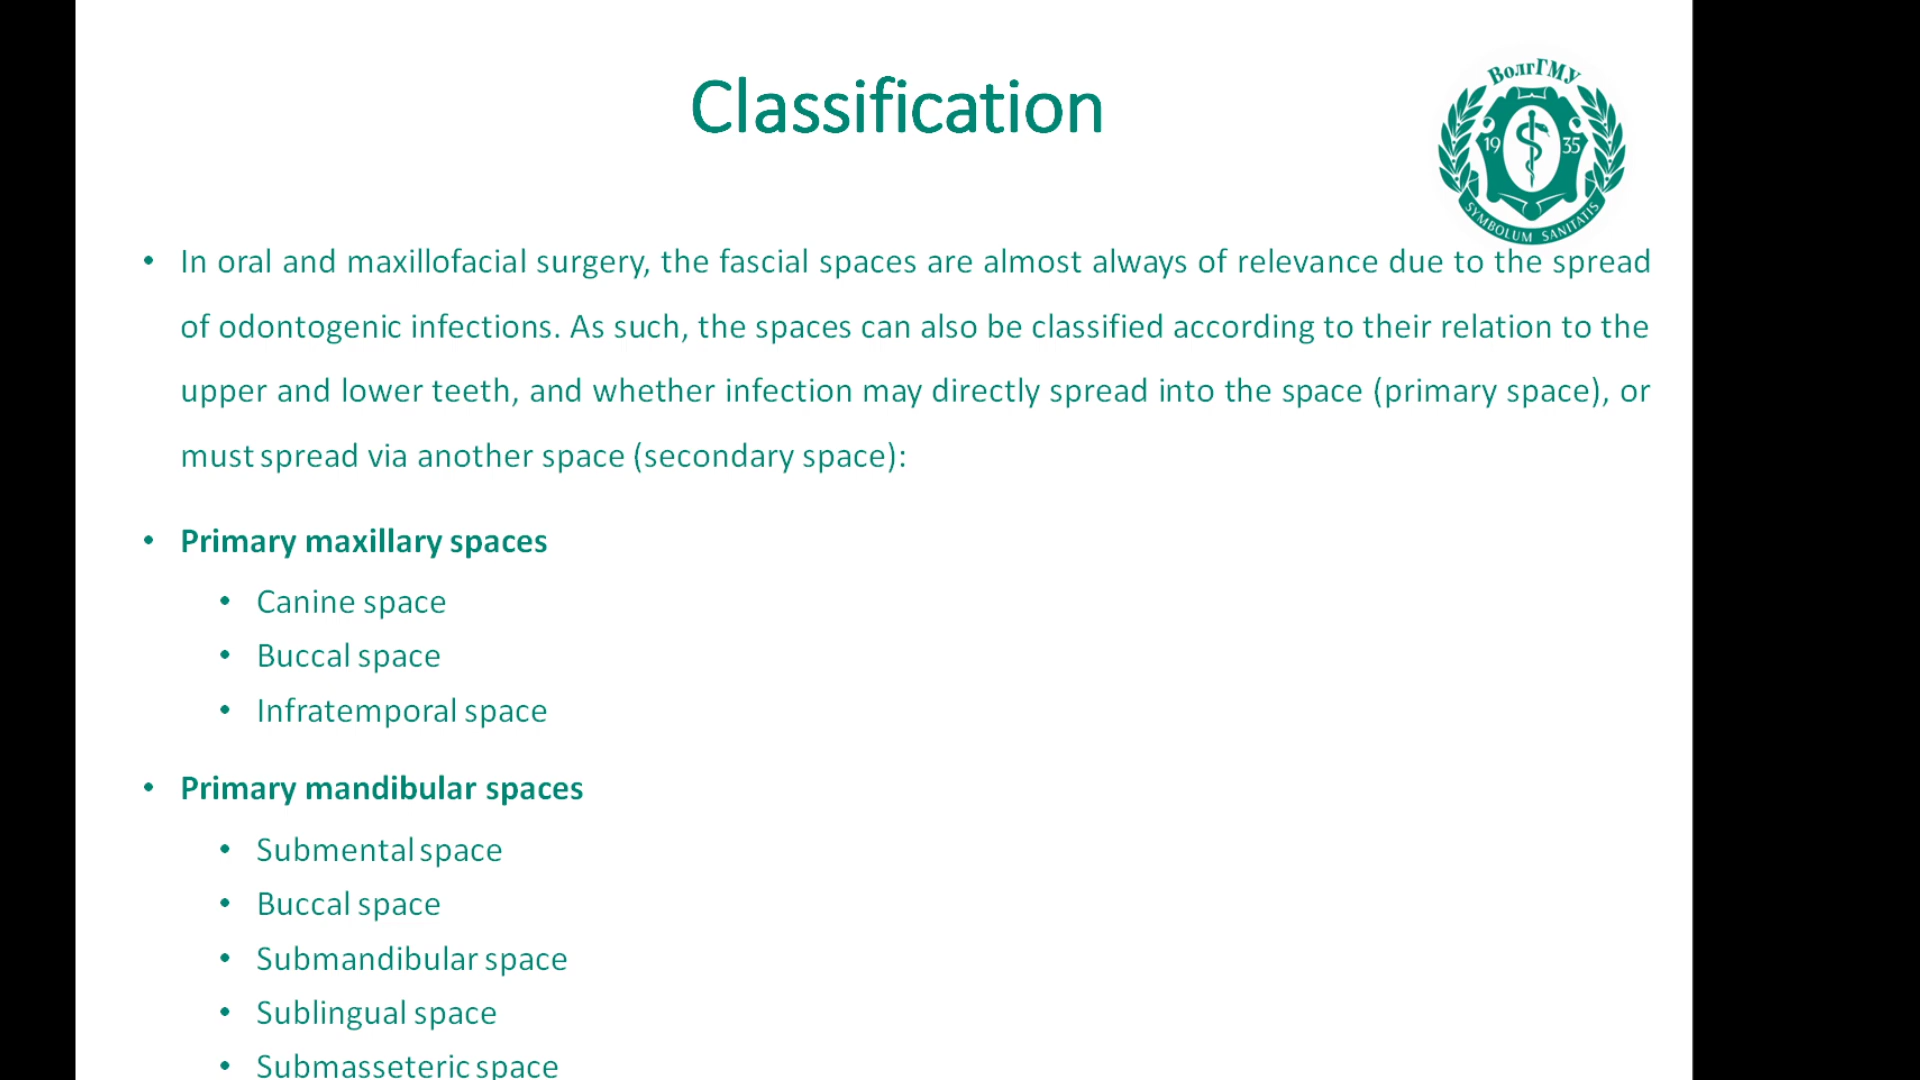 Classification
ВолгГМУ
19 35
SYMBOLUM SANITATIS
• In oral and maxillofacial surgery, the fascial spaces are almost always of relevance due to the spread
of odontogenic infections. As such, the spaces can also be classified according to their relation to the
upper and lower teeth, and whether infection may directly spread into the space (primary space), or
must spread via another space (secondary space):
• Primary maxillary spaces
• Canine space
• Buccal space
• Infratemporal space
• Primary mandibular spaces
• Submental space
• Buccal space
• Submandibular space
• Sublingual space
• Submasseteric space